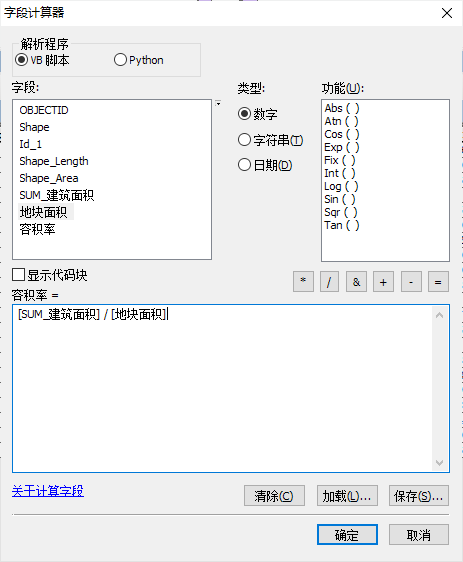 字段计算器
解析程序
VB 脚本
Python
字段:
OBJECTID
Shape
Id_1
Shape_Length
Shape_Area
SUM_建筑面积
地块面积
容积率
类型:
数字
字符串(T)
日期(D)
功能(U):
Abs ( )
Atn ( )
Cos ( )
Exp ( )
Fix ( )
Int ( )
Log ( )
Sin ( )
Sqr ( )
Tan ( )
显示代码块
* / & + - =
容积率 =
[SUM_建筑面积] / [地块面积]
关于计算字段
清除(C) 加载(L)... 保存(S)...
确定 取消